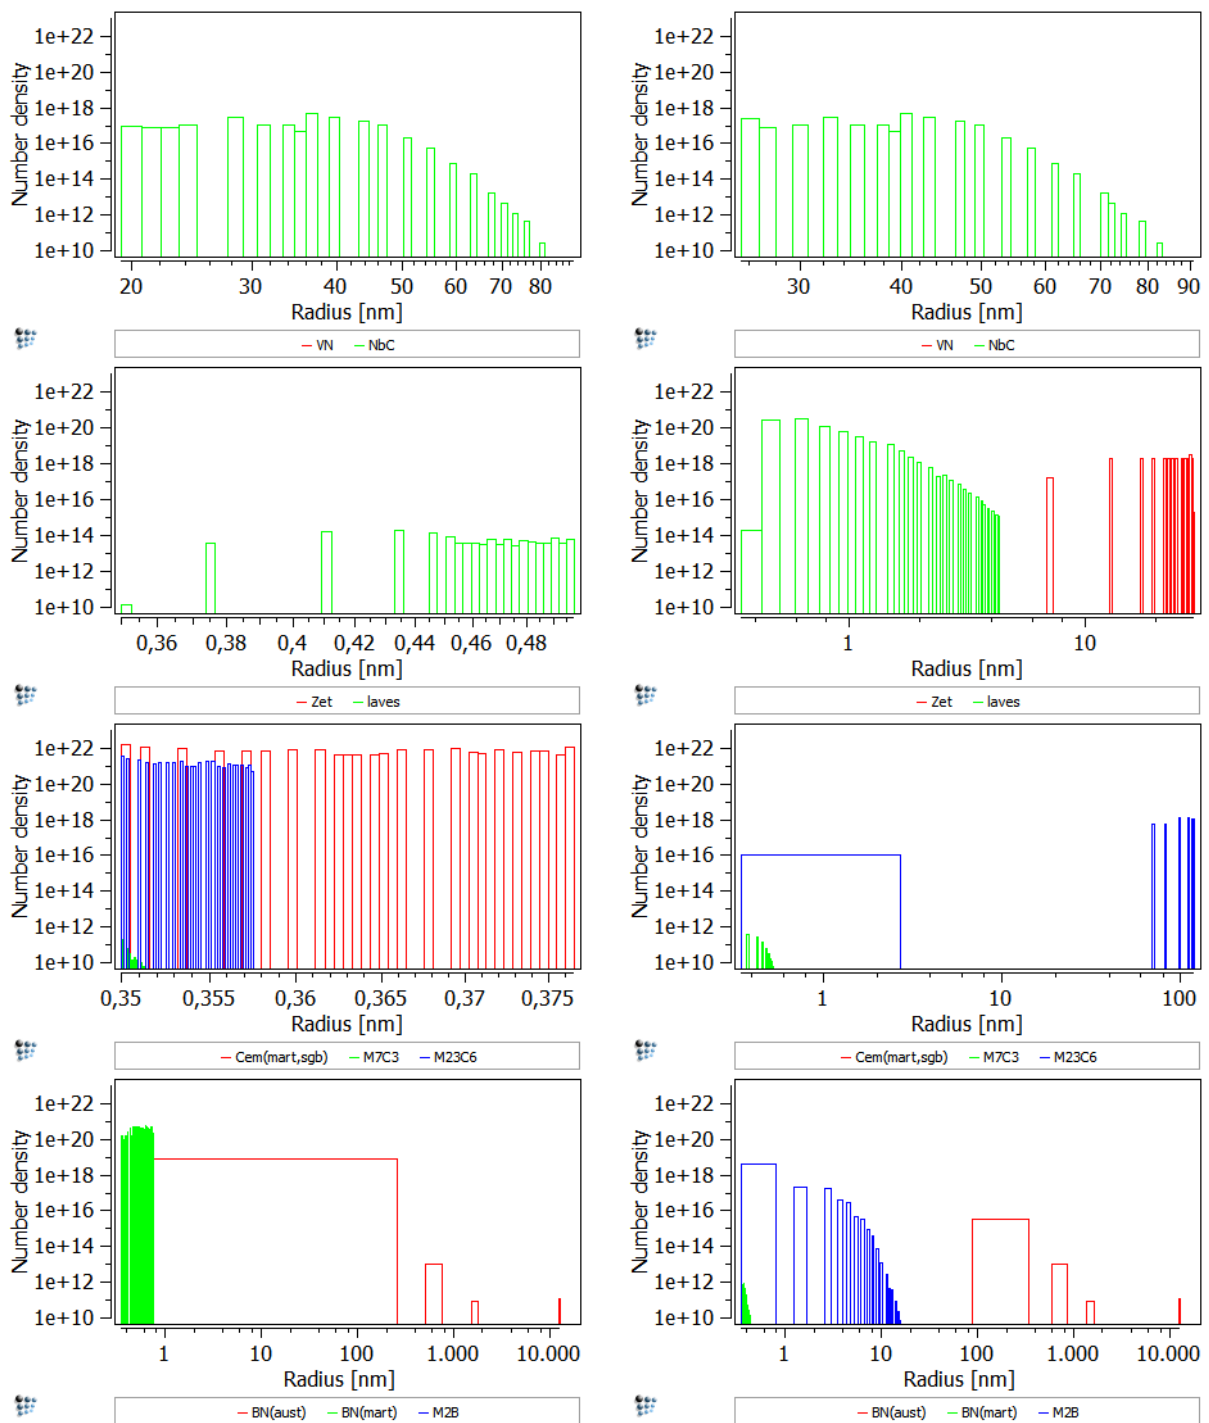 1e+22
1e+20
1e+18
1e+16
1e+14
1e+12
1e+10
Number density
20 30 40 50 60 70 80
Radius [nm]
VN NbC
1e+22
1e+20
1e+18
1e+16
1e+14
1e+12
1e+10
Number density
30 40 50 60 70 80 90
Radius [nm]
VN NbC
1e+22
1e+20
1e+18
1e+16
1e+14
1e+12
1e+10
Number density
0,36 0,38 0,4 0,42 0,44 0,46 0,48
Radius [nm]
Zet laves
1e+22
1e+20
1e+18
1e+16
1e+14
1e+12
1e+10
Number density
1 10
Radius [nm]
Zet laves
1e+22
1e+20
1e+18
1e+16
1e+14
1e+12
1e+10
Number density
0,35 0,355 0,36 0,365 0,37 0,375
Radius [nm]
Cem(mart,sgb) M7C3 M23C6
1e+22
1e+20
1e+18
1e+16
1e+14
1e+12
1e+10
Number density
1 10 100
Radius [nm]
Cem(mart,sgb) M7C3 M23C6
1e+22
1e+20
1e+18
1e+16
1e+14
1e+12
1e+10
Number density
1 10 100 1.000 10.000
Radius [nm]
BN(aust) BN(mart) M2B
1e+22
1e+20
1e+18
1e+16
1e+14
1e+12
1e+10
Number density
1 10 100 1.000 10.000
Radius [nm]
BN(aust) BN(mart) M2B